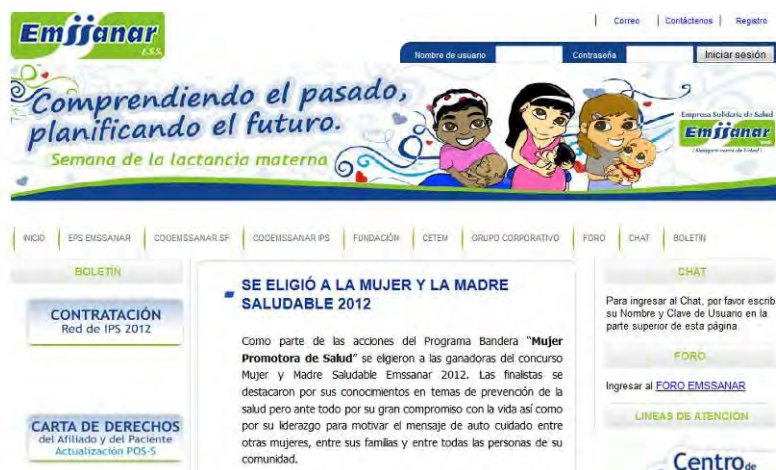 Emssanar
E.S.S.
Correo
Contáctenos
Registro
Nombre de usuario
Contraseña
Iniciar sesión
Comprendiendo el pasado,
planificando el futuro.
Semana de la lactancia materna
Empresa Solidaria de Salud
Emssanar
INICIO
EPS EMSSANAR
COOEMSSANAR SF
COOEMSSANAR IPS
FUNDACIÓN
CETEM
GRUPO CORPORATIVO
FORO
CHAT
BOLETÍN
BOLETÍN
CONTRATACIÓN
Red de IPS 2012
CARTA DE DERECHOS
del Afiliado y del Paciente
Actualización POS-S
SE ELIGIÓ A LA MUJER Y LA MADRE
SALUDABLE 2012
Como parte de las acciones del Programa Bandera "Mujer
Promotora de Salud" se eligieron a las ganadoras del concurso
Mujer y Madre Saludable Emssanar 2012. Las finalistas se
destacaron por sus conocimientos en temas de prevención de la
salud pero ante todo por su gran compromiso con la vida así como
por su liderazgo para motivar el mensaje de auto cuidado entre
otras mujeres, entre sus familias y entre todas las personas de su
comunidad.
CHAT
Para ingresar al Chat, por favor escrib
su Nombre y Clave de Usuario en la
parte superior de esta página.
FORO
Ingresar al FORO EMSSANAR
LINEAS DE ATENCION
Centro de